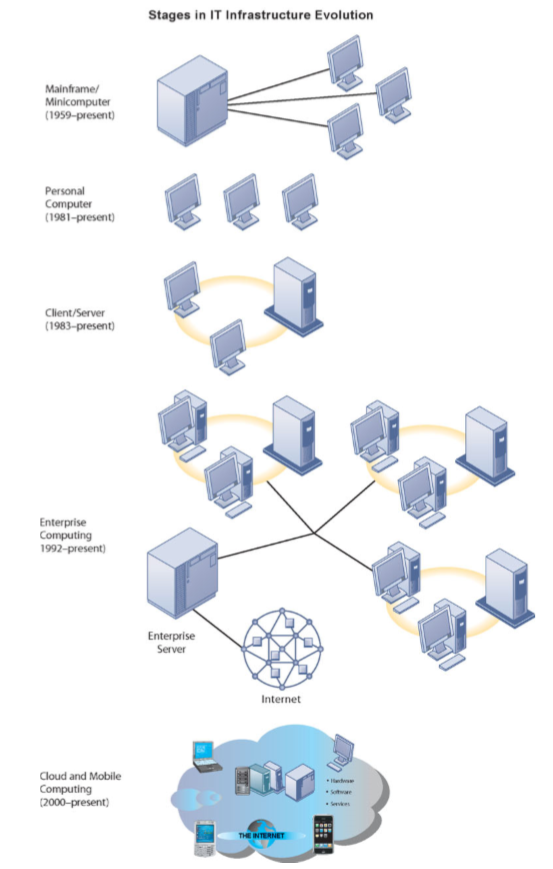 Stages in IT Infrastructure Evolution
Mainframe/
Minicomputer
(1959–present)
Personal
Computer
(1981–present)
Client/Server
(1983–present)
Enterprise
Computing
1992–present)
Enterprise
Server
Internet
Cloud and Mobile
Computing
(2000–present)
• Hardware
• Software
• Services
THE INTERNET